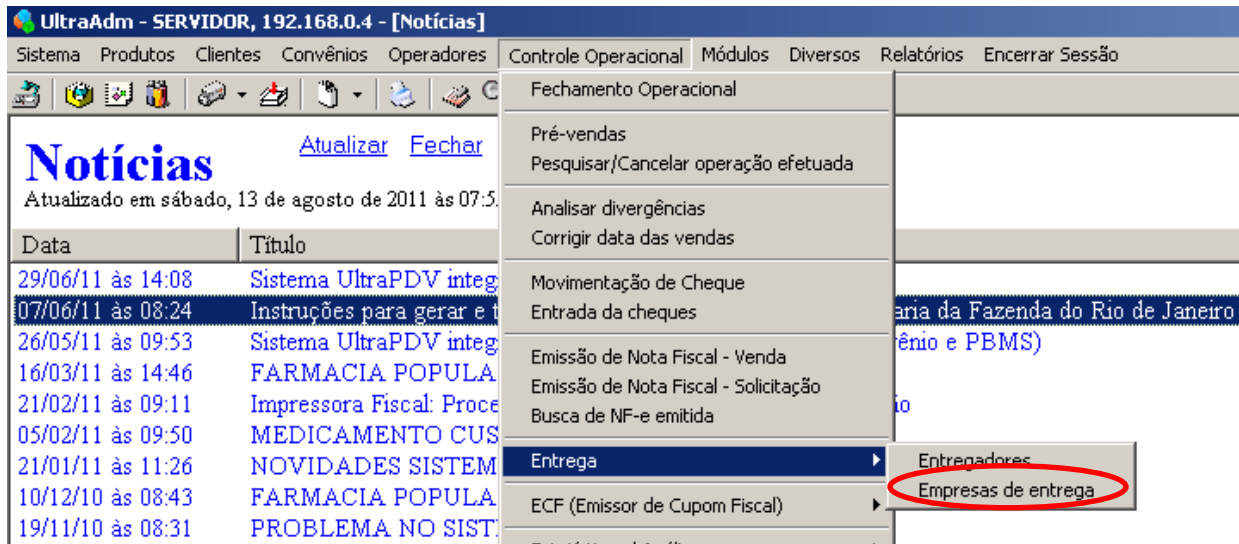 UltraAdm - SERVIDOR, 192.168.0.4 - [Notícias]
Sistema Produtos Clientes Convênios Operadores Controle Operacional Módulos Diversos Relatórios Encerrar Sessão
Notícias Atualizar Fechar
Atualizado em sábado, 13 de agosto de 2011 às 07:5
Data Título
29/06/11 às 14:08 Sistema UltraPDV integ
07/06/11 às 08:24 Instruções para gerar e t aria da Fazenda do Rio de Janeiro
26/05/11 às 09:53 Sistema UltraPDV integ ênio e PBMS)
16/03/11 às 14:46 FARMACIA POPULA
21/02/11 às 09:11 Impressora Fiscal: Proce io
05/02/11 às 09:50 MEDICAMENTO CUS
21/01/11 às 11:26 NOVIDADES SISTEM
10/12/10 às 08:43 FARMACIA POPULA
19/11/10 às 08:31 PROBLEMA NO SIST
Fechamento Operacional
Pré-vendas
Pesquisar/Cancelar operação efetuada
Analisar divergências
Corrigir data das vendas
Movimentação de Cheque
Entrada da cheques
Emissão de Nota Fiscal - Venda
Emissão de Nota Fiscal - Solicitação
Busca de NF-e emitida
Entrega
ECF (Emissor de Cupom Fiscal)
Entregadores
Empresas de entrega